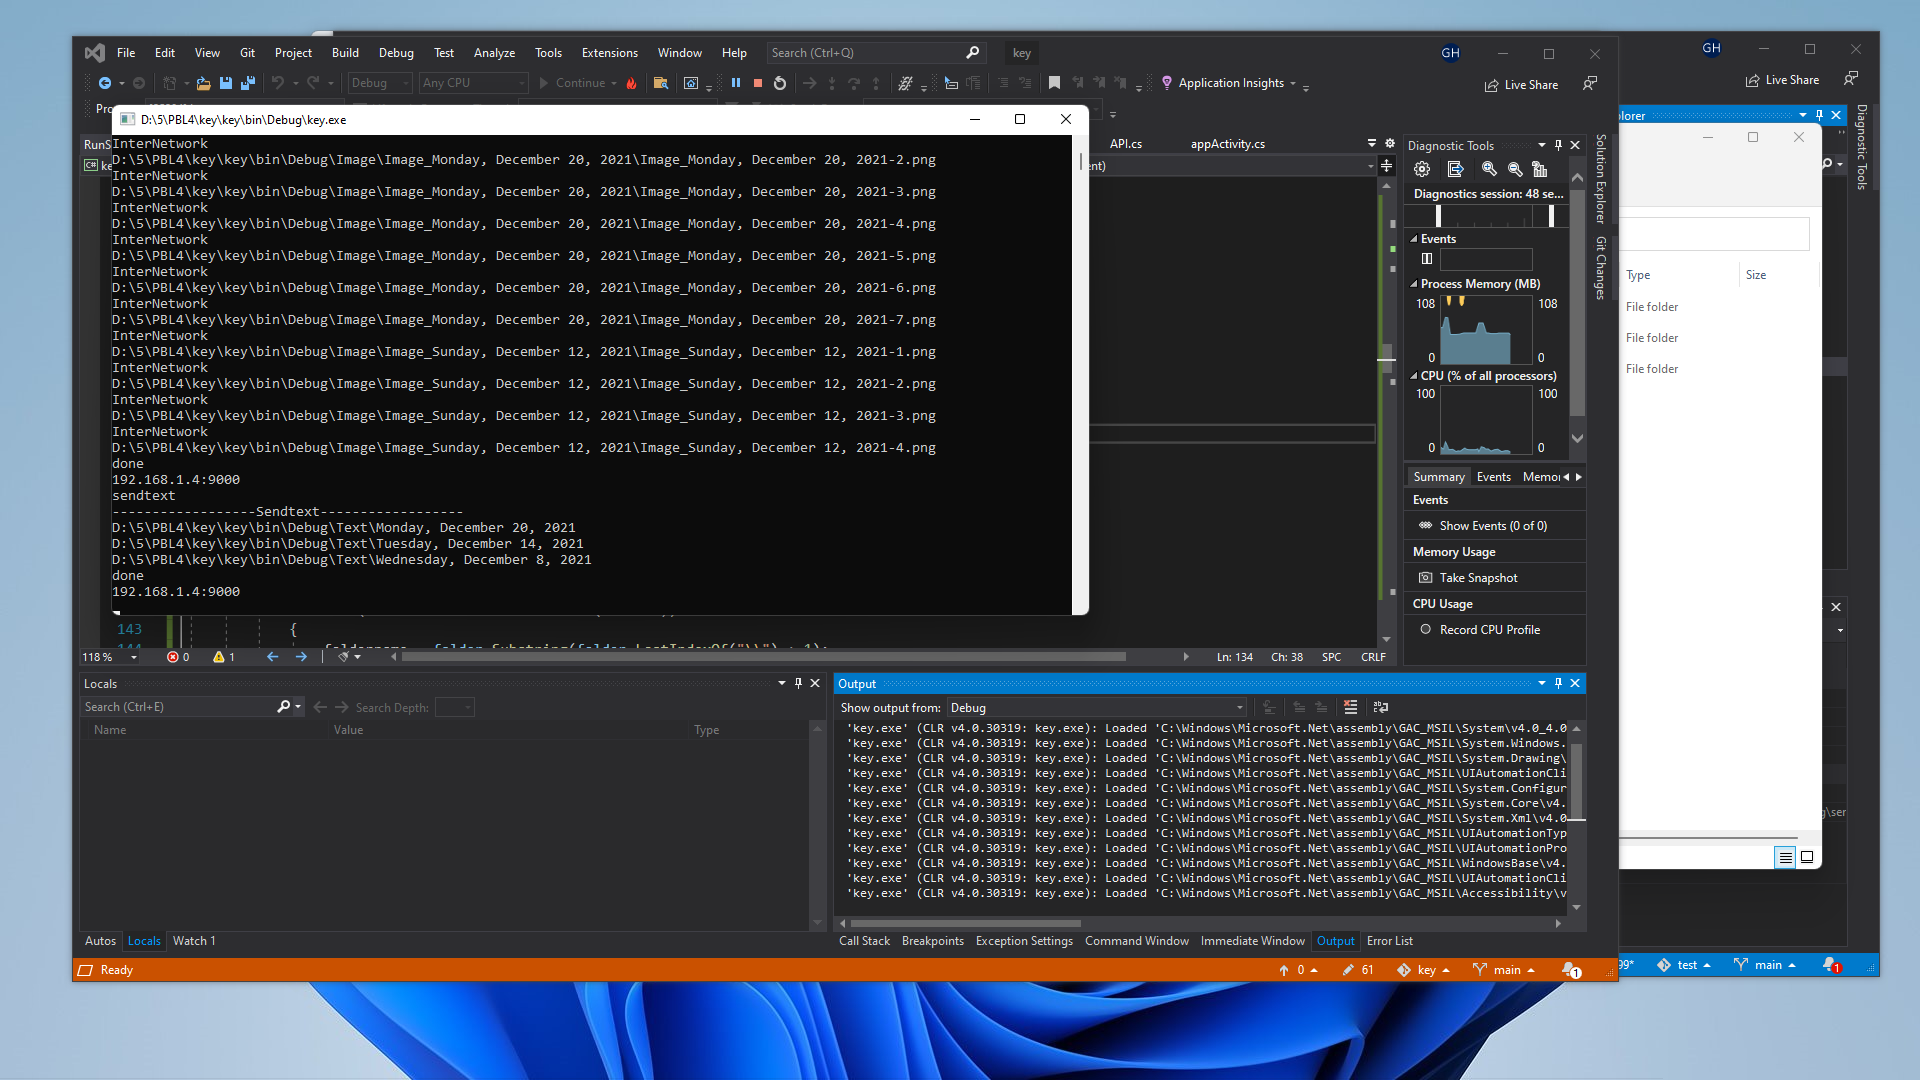 File Edit View Git Project Build Debug Test Analyze Tools Extensions Window Help Search (Ctrl+Q) key GH
GH
Debug Any CPU Continue Application Insights Live Share
Live Share
D:\5\PBL4\key\key\bin\Debug\key.exe
InterNetwork
D:\5\PBL4\key\key\bin\Debug\Image\Image_Monday, December 20, 2021\Image_Monday, December 20, 2021-2.png
InterNetwork
D:\5\PBL4\key\key\bin\Debug\Image\Image_Monday, December 20, 2021\Image_Monday, December 20, 2021-3.png
InterNetwork
D:\5\PBL4\key\key\bin\Debug\Image\Image_Monday, December 20, 2021\Image_Monday, December 20, 2021-4.png
InterNetwork
D:\5\PBL4\key\key\bin\Debug\Image\Image_Monday, December 20, 2021\Image_Monday, December 20, 2021-5.png
InterNetwork
D:\5\PBL4\key\key\bin\Debug\Image\Image_Monday, December 20, 2021\Image_Monday, December 20, 2021-6.png
InterNetwork
D:\5\PBL4\key\key\bin\Debug\Image\Image_Monday, December 20, 2021\Image_Monday, December 20, 2021-7.png
InterNetwork
D:\5\PBL4\key\key\bin\Debug\Image\Image_Sunday, December 12, 2021\Image_Sunday, December 12, 2021-1.png
InterNetwork
D:\5\PBL4\key\key\bin\Debug\Image\Image_Sunday, December 12, 2021\Image_Sunday, December 12, 2021-2.png
InterNetwork
D:\5\PBL4\key\key\bin\Debug\Image\Image_Sunday, December 12, 2021\Image_Sunday, December 12, 2021-3.png
InterNetwork
D:\5\PBL4\key\key\bin\Debug\Image\Image_Sunday, December 12, 2021\Image_Sunday, December 12, 2021-4.png
done
192.168.1.4:9000
sendtext
------------------Sendtext------------------
D:\5\PBL4\key\key\bin\Debug\Text\Monday, December 20, 2021
D:\5\PBL4\key\key\bin\Debug\Text\Tuesday, December 14, 2021
D:\5\PBL4\key\key\bin\Debug\Text\Wednesday, December 8, 2021
done
192.168.1.4:9000
API.cs appActivity.cs
143 {
118 % 0 1 Ln: 134 Ch: 38 SPC CRLF
Diagnostic Tools
Diagnostics session: 48 se...
Events
Process Memory (MB)
108 108
0 0
CPU (% of all processors)
100 100
0 0
Summary Events Memor
Events
Show Events (0 of 0)
Memory Usage
Take Snapshot
CPU Usage
Record CPU Profile
Solution Explorer
Git Changes
Diagnostic Tools
Type Size
File folder
File folder
File folder
Locals
Search (Ctrl+E) Search Depth:
Name Value Type
Autos Locals Watch 1
Output
Show output from: Debug
'key.exe' (CLR v4.0.30319: key.exe): Loaded 'C:\Windows\Microsoft.Net\assembly\GAC_MSIL\System\v4.0_4.0
'key.exe' (CLR v4.0.30319: key.exe): Loaded 'C:\Windows\Microsoft.Net\assembly\GAC_MSIL\System.Windows.
'key.exe' (CLR v4.0.30319: key.exe): Loaded 'C:\Windows\Microsoft.Net\assembly\GAC_MSIL\System.Drawing\
'key.exe' (CLR v4.0.30319: key.exe): Loaded 'C:\Windows\Microsoft.Net\assembly\GAC_MSIL\UIAutomationCli
'key.exe' (CLR v4.0.30319: key.exe): Loaded 'C:\Windows\Microsoft.Net\assembly\GAC_MSIL\System.Configur
'key.exe' (CLR v4.0.30319: key.exe): Loaded 'C:\Windows\Microsoft.Net\assembly\GAC_MSIL\System.Core\v4.
'key.exe' (CLR v4.0.30319: key.exe): Loaded 'C:\Windows\Microsoft.Net\assembly\GAC_MSIL\System.Xml\v4.0
'key.exe' (CLR v4.0.30319: key.exe): Loaded 'C:\Windows\Microsoft.Net\assembly\GAC_MSIL\UIAutomationTyp
'key.exe' (CLR v4.0.30319: key.exe): Loaded 'C:\Windows\Microsoft.Net\assembly\GAC_MSIL\UIAutomationPro
'key.exe' (CLR v4.0.30319: key.exe): Loaded 'C:\Windows\Microsoft.Net\assembly\GAC_MSIL\WindowsBase\v4.
'key.exe' (CLR v4.0.30319: key.exe): Loaded 'C:\Windows\Microsoft.Net\assembly\GAC_MSIL\UIAutomationCli
'key.exe' (CLR v4.0.30319: key.exe): Loaded 'C:\Windows\Microsoft.Net\assembly\GAC_MSIL\Accessibility\v
Call Stack Breakpoints Exception Settings Command Window Immediate Window Output Error List
Ready 0 61 key main 1
99* test main 1